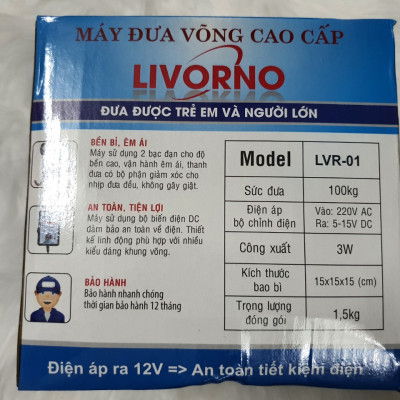 MÁY ĐƯA VÕNG CAO CẤP
LIVORNO
ĐƯA ĐƯỢC TRẺ EM VÀ NGƯỜI LỚN
BỀN BỈ, ÊM ÁI
Máy sử dụng 2 bạc đạn cho độ
bền cao, vận hành êm ái, thanh
đưa có bộ phận giảm xóc cho
nhịp đưa đều, không gây giật.
AN TOÀN, TIỆN LỢI
Máy sử dụng bộ biến điện DC
đảm bảo an toàn về điện. Thiết
kế linh động phù hợp với nhiều
kiểu dáng khung võng.
BẢO HÀNH
Bảo hành nhanh chóng
thời gian bảo hành 12 tháng
Model LVR-01
Sức đưa 100kg
Điện áp bộ chỉnh điện Vào: 220V AC
Ra: 5-15V DC
Công xuất 3W
Kích thước bao bì 15x15x15 (cm)
Trọng lượng đóng gói 1,5kg
Điện áp ra 12V => An toàn tiết kiệm điện